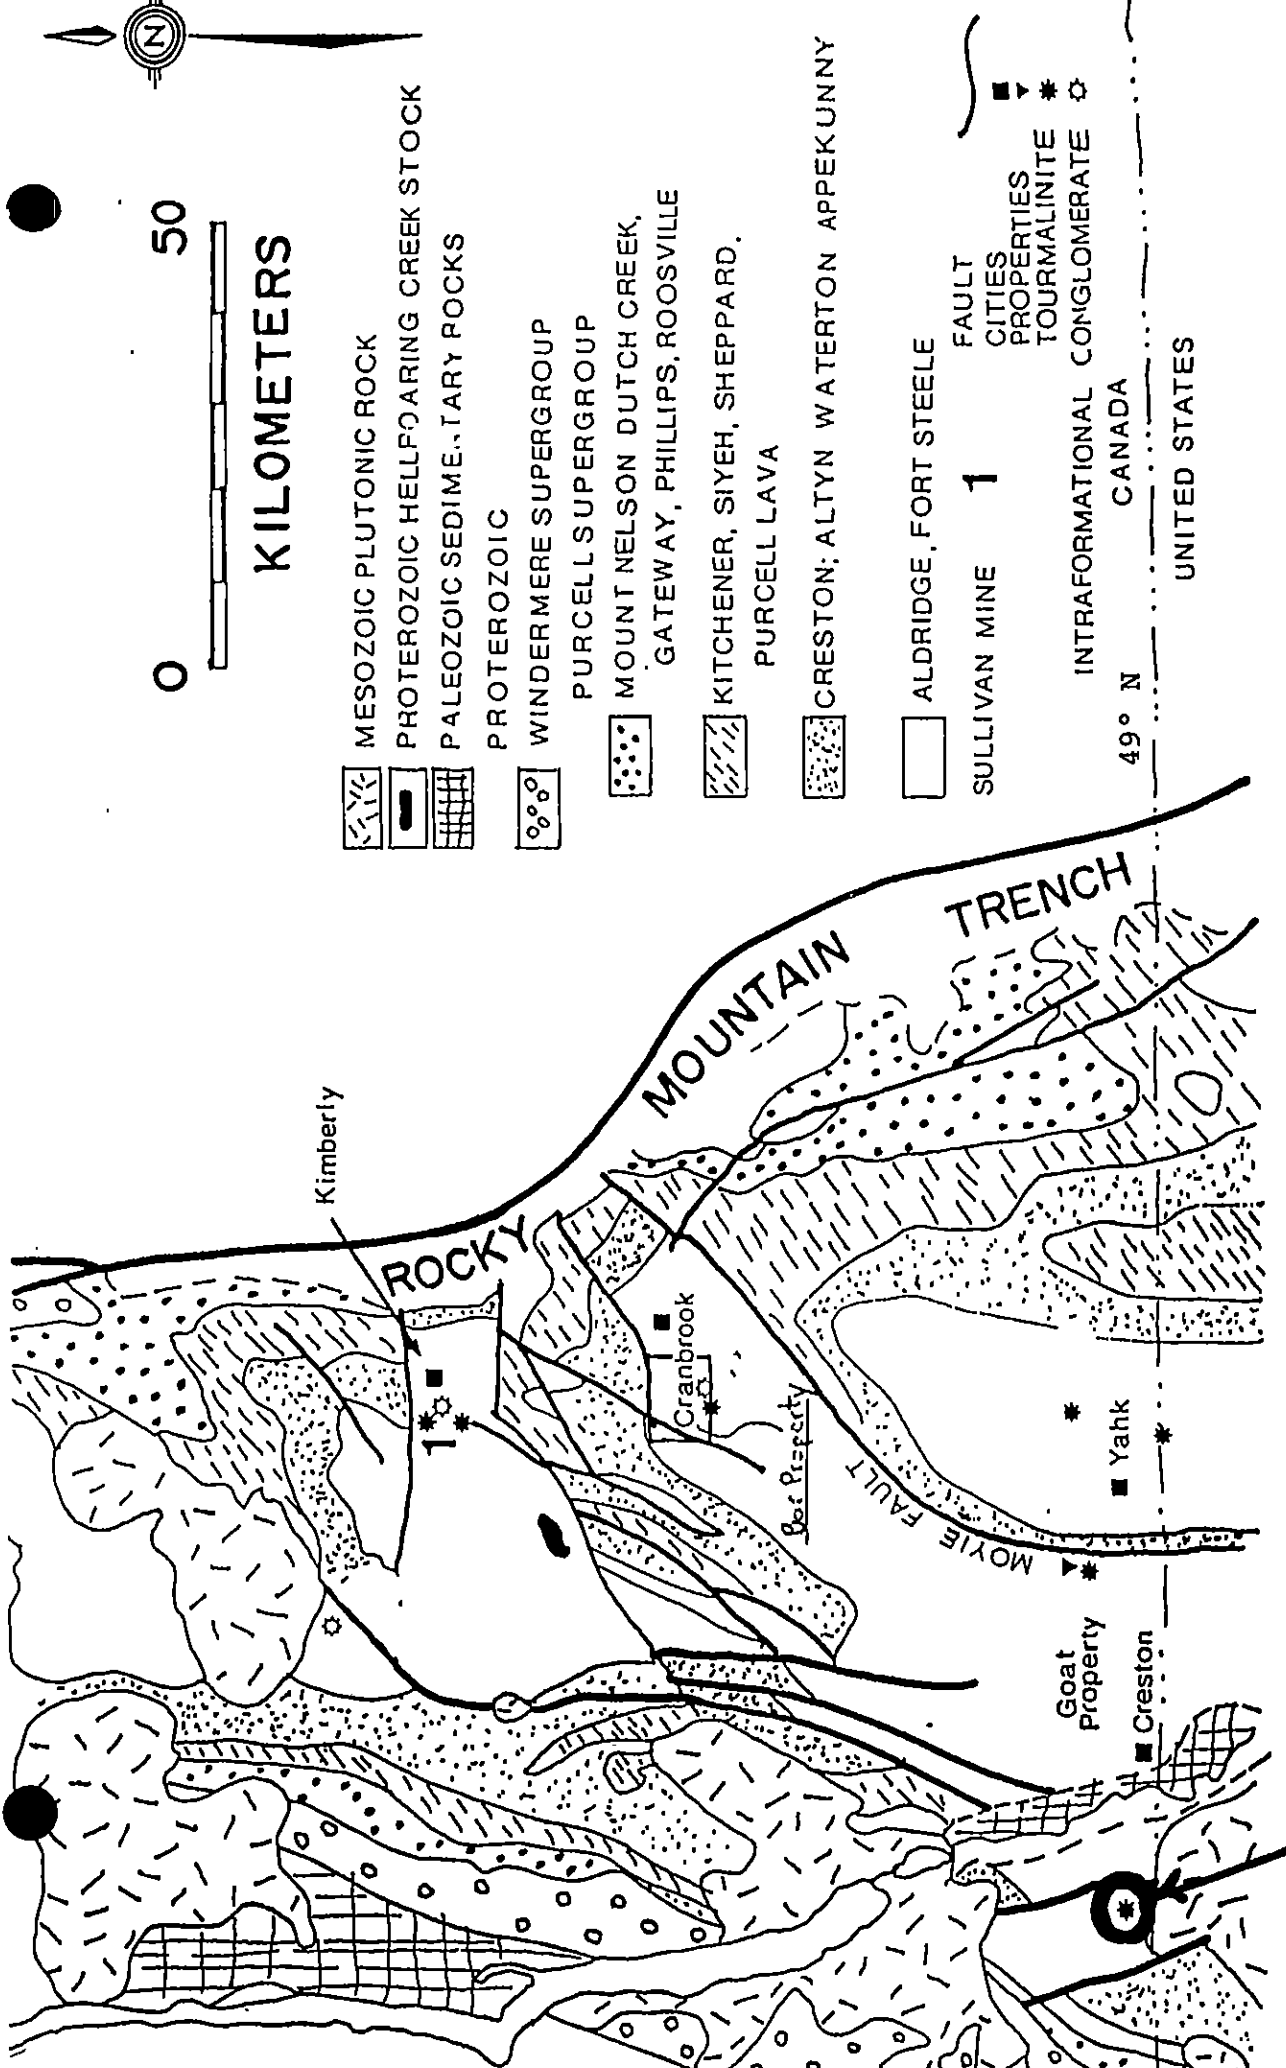 N
0 50
KILOMETERS
MESOZOIC PLUTONIC ROCK
PROTEROZOIC HELLROARING CREEK STOCK
PALEOZOIC SEDIMENTARY ROCKS
PROTEROZOIC
WINDERMERE SUPERGROUP
PURCELL SUPERGROUP
MOUNT NELSON DUTCH CREEK,
GATEWAY, PHILLIPS, ROOSVILLE
KITCHENER, SIYEH, SHEPPARD,
PURCELL LAVA
CRESTON; ALTYN WATERTON APPEKUNNY
ALDRIDGE, FORT STEELE
SULLIVAN MINE 1
FAULT
CITIES
PROPERTIES
TOURMALINITE
INTRAFORMATIONAL CONGLOMERATE
49° N
CANADA
UNITED STATES
Kimberly
ROCKY
MOUNTAIN
TRENCH
1
Cranbrook
Bar Property
MOYIE FAULT
Yahk
Goat
Property
Creston